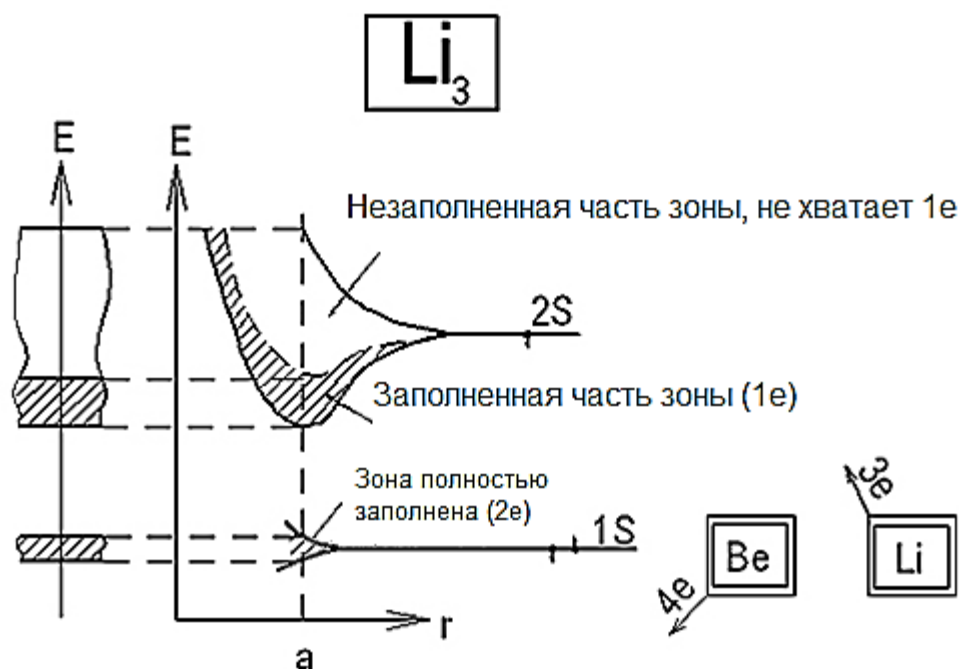 Li3
E
E
Незаполненная часть зоны, не хватает 1e
2S
Заполненная часть зоны (1e)
Зона полностью
заполнена (2e)
1S
3e
Be
Li
4e
r
a